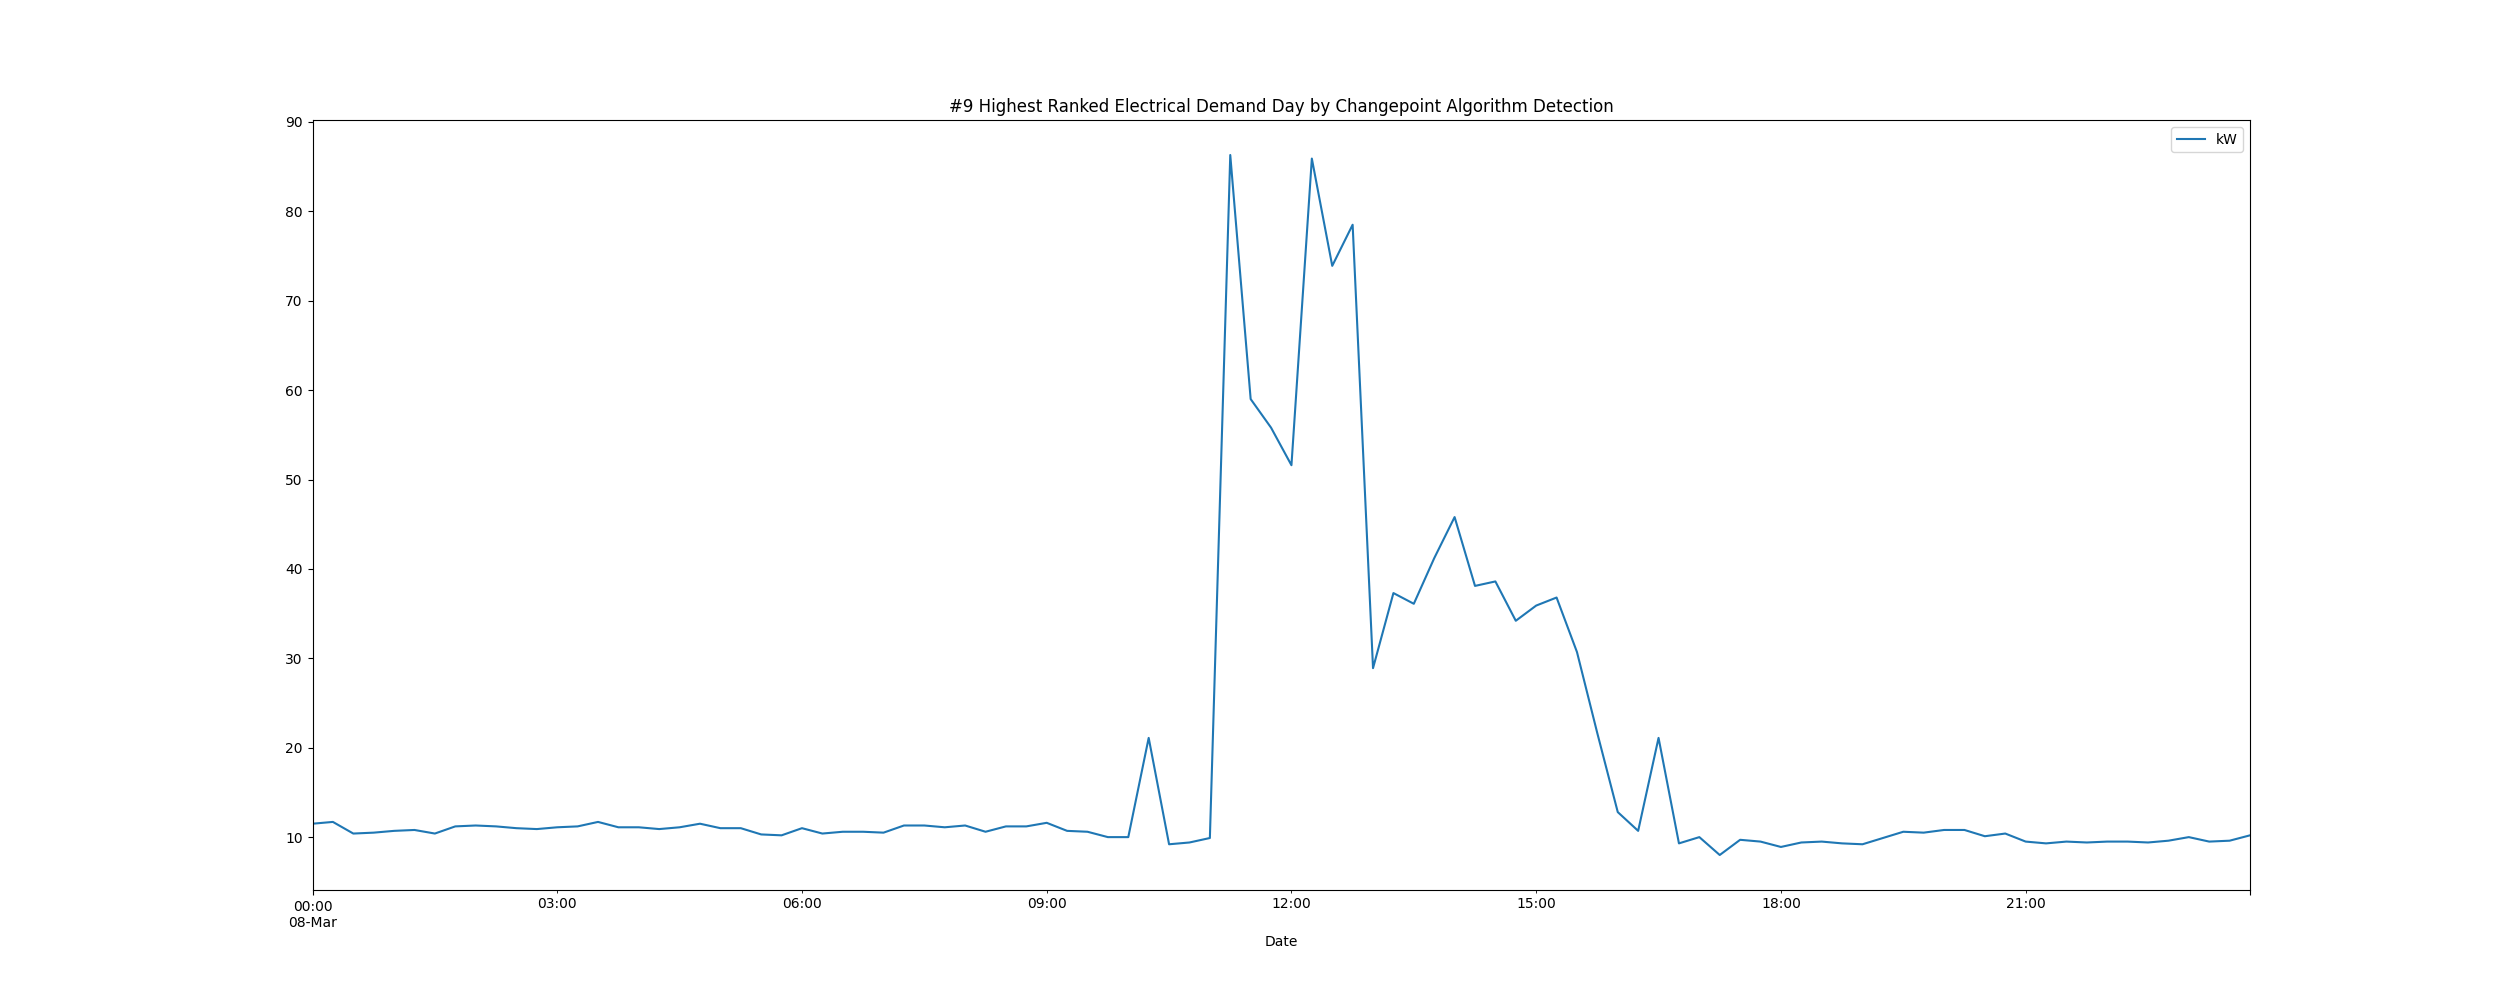 #9 Highest Ranked Electrical Demand Day by Changepoint Algorithm Detection
kW
90
80
70
60
50
40
30
20
10
00:00 03:00 06:00 09:00 12:00 15:00 18:00 21:00
08-Mar
Date